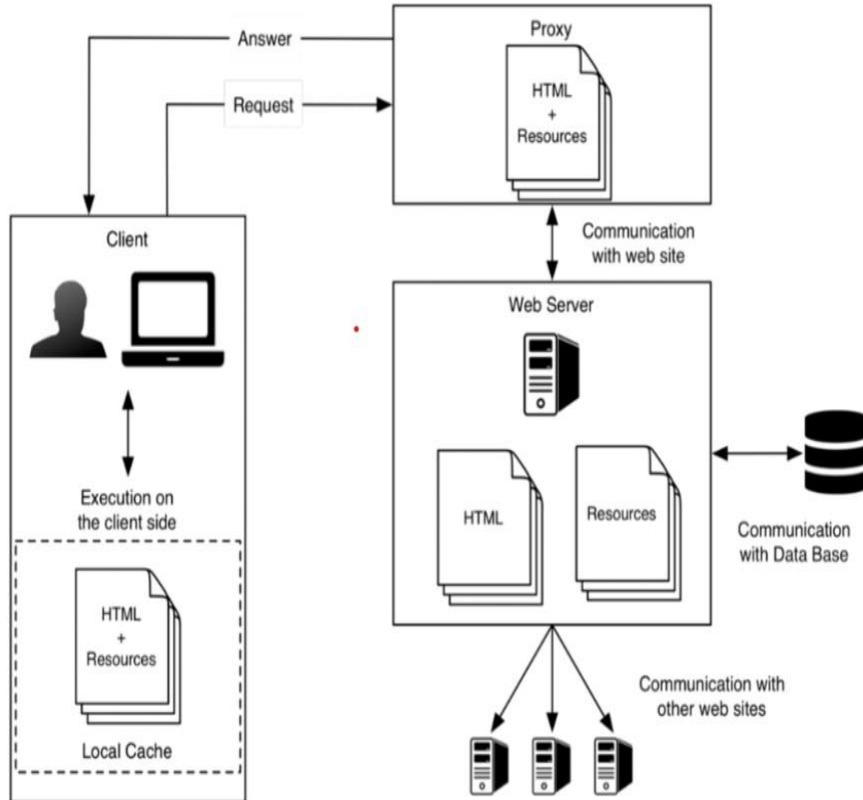 Answer
Request
Proxy
HTML
+
Resources
Communication
with web site
Client
Execution on
the client side
HTML
+
Resources
Local Cache
Web Server
HTML
Resources
Communication
with Data Base
Communication with
other web sites